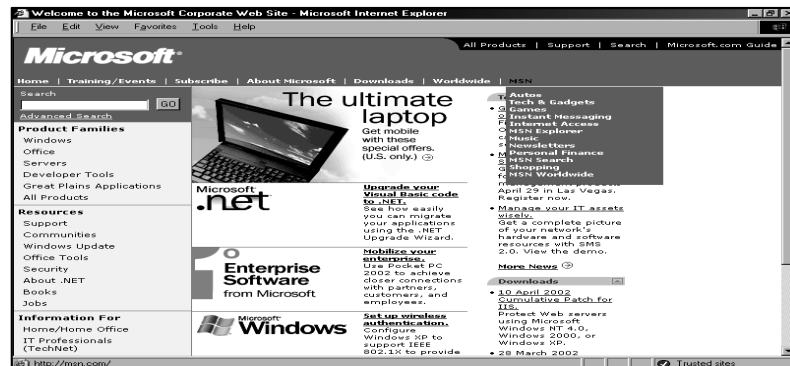 Welcome to the Microsoft Corporate Web Site - Microsoft Internet Explorer
File Edit View Favorites Tools Help
All Products | Support | Search | Microsoft.com Guide
Microsoft
Home | Training/Events | Subscribe | About Microsoft | Downloads | Worldwide | MSN
Search
GO
Advanced Search
Product Families
Windows
Office
Servers
Developer Tools
Great Plains Applications
All Products
Resources
Support
Communities
Windows Update
Office Tools
Security
About .NET
Books
Jobs
Information For
Home/Home Office
IT Professionals
(TechNet)
The ultimate
laptop
Get mobile
with these
special offers.
(U.S. only.)
Microsoft
.net
Upgrade your
Visual Basic code
to .NET.
See how easily
you can migrate
your applications
using the .NET
Upgrade Wizard.
1°
Enterprise
Software
from Microsoft
Mobilize your
enterprise.
Use Pocket PC
2002 to achieve
closer connections
with partners,
customers, and
employees.
Microsoft
Windows
Set up wireless
authentication.
Configure
Windows XP to
support IEEE
802.1X to provide
Autos
Tech & Gadgets
Games
Instant Messaging
Internet Access
MSN Explorer
Music
Newsletters
Personal Finance
MSN Search
Shopping
MSN Worldwide
April 29 in Las Vegas.
Register now.
Manage your IT assets
wisely.
Get a complete picture
of your network's
hardware and software
resources with SMS
2.0. View the demo.
More News
Downloads
10 April 2002
Cumulative Patch for
IIS.
Protect Web servers
using Microsoft
Windows NT 4.0,
Windows 2000, or
Windows XP.
28 March 2002
http://msn.com/
Trusted sites